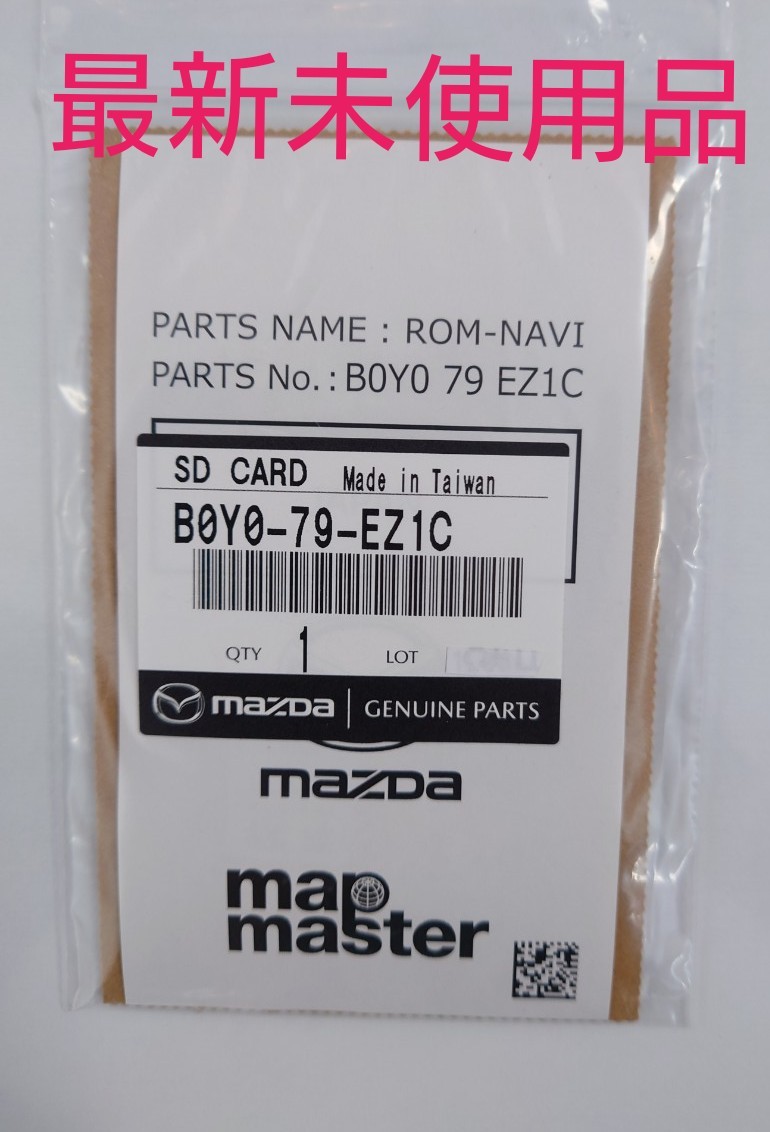 最新未使用品
PARTS NAME : ROM-NAVI
PARTS No. : B0Y0 79 EZ1C
SD CARD Made in Taiwan
B0Y0-79-EZ1C
QTY 1 LOT
mazda GENUINE PARTS
mazda
map
master